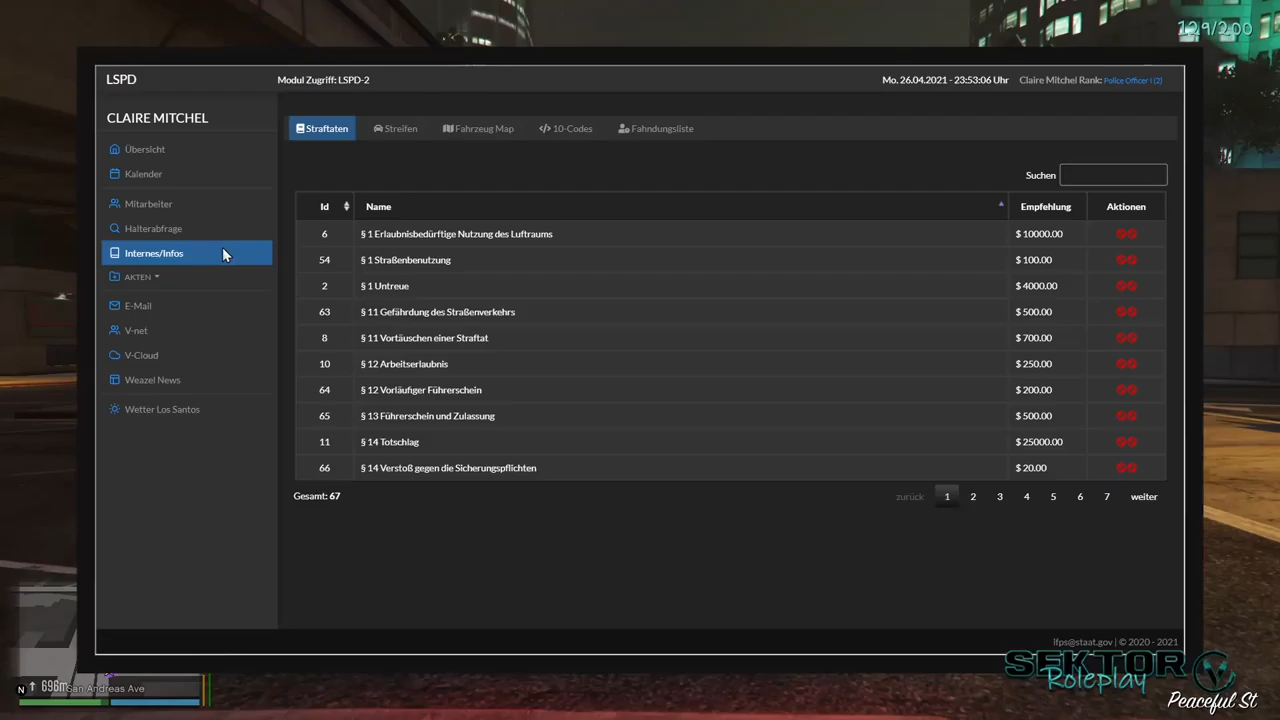 129/200
LSPD
Modul Zugriff: LSPD-2
Mo. 26.04.2021 - 23:53:06 Uhr
Claire Mitchel Rank: Police Officer I (2)
CLAIRE MITCHEL
Übersicht
Kalender
Mitarbeiter
Halterabfrage
Internes/Infos
AKTEN
E-Mail
V-net
V-Cloud
Weazel News
Wetter Los Santos
Straftaten
Streifen
Fahrzeug Map
10-Codes
Fahndungsliste
Suchen
Id Name Empfehlung Aktionen
6 § 1 Erlaubnisbedürftige Nutzung des Luftraums $ 10000.00
54 § 1 Straßenbenutzung $ 100.00
2 § 1 Untreue $ 4000.00
63 § 11 Gefährdung des Straßenverkehrs $ 500.00
8 § 11 Vortäuschen einer Straftat $ 700.00
10 § 12 Arbeitserlaubnis $ 250.00
64 § 12 Vorläufiger Führerschein $ 200.00
65 § 13 Führerschein und Zulassung $ 500.00
11 § 14 Totschlag $ 25000.00
66 § 14 Verstoß gegen die Sicherungspflichten $ 20.00
Gesamt: 67
zurück 1 2 3 4 5 6 7 weiter
ifps@staat.gov | © 2020 - 2021
SEKTOR
Roleplay
N
696m
San Andreas Ave
Peaceful St